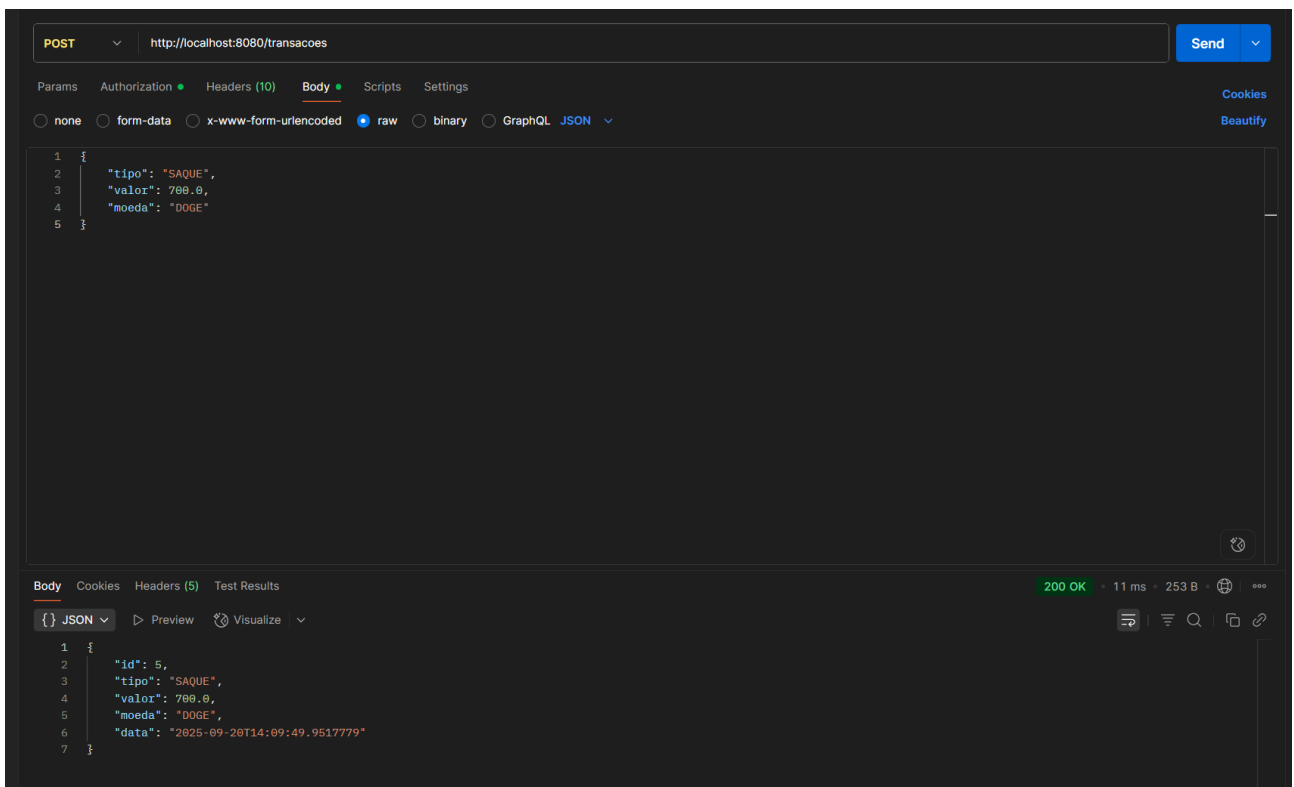 POST http://localhost:8080/transacoes Send
Params Authorization Headers (10) Body Scripts Settings Cookies
none form-data x-www-form-urlencoded raw binary GraphQL JSON Beautify
1 {
2 "tipo": "SAQUE",
3 "valor": 700.0,
4 "moeda": "DOGE"
5 }
Body Cookies Headers (5) Test Results 200 OK 11 ms 253 B
{} JSON Preview Visualize
1 {
2 "id": 5,
3 "tipo": "SAQUE",
4 "valor": 700.0,
5 "moeda": "DOGE",
6 "data": "2025-09-20T14:09:49.9517779"
7 }